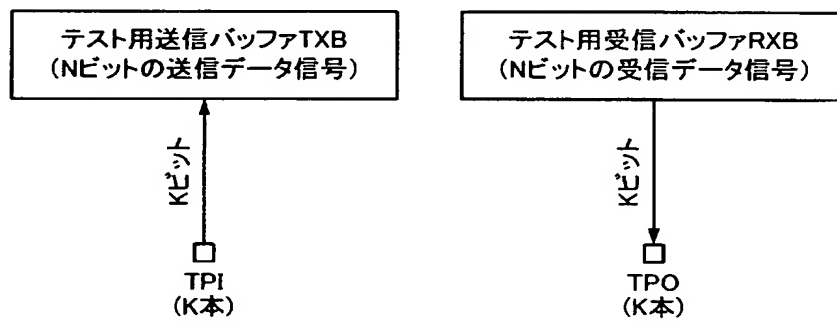 テスト用送信バッファTXB
(Nビットの送信データ信号)
Kビット
TPI
(K本)
テスト用受信バッファRXB
(Nビットの受信データ信号)
Kビット
TPO
(K本)